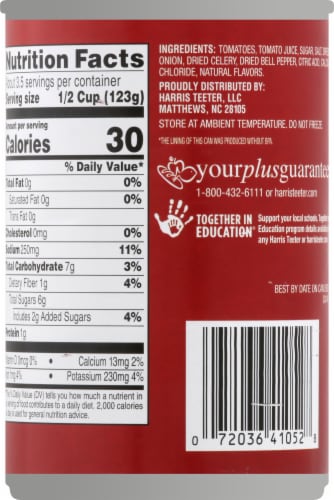 Nutrition Facts
About 3.5 servings per container
Serving size 1/2 Cup (123g)
Amount per serving
Calories 30
% Daily Value*
Total Fat 0g 0%
Saturated Fat 0g 0%
Trans Fat 0g
Cholesterol 0mg 0%
Sodium 250mg 11%
Total Carbohydrate 7g 3%
Dietary Fiber 1g 4%
Total Sugars 6g
Includes 2g Added Sugars 4%
Protein 1g
Vitamin D 0mcg 0% • Calcium 13mg 2%
Iron 1mg 4% • Potassium 230mg 4%
*The % Daily Value (DV) tells you how much a nutrient in
a serving of food contributes to a daily diet. 2,000 calories
a day is used for general nutrition advice.
INGREDIENTS: TOMATOES, TOMATO JUICE, SUGAR, SALT,
ONION, DRIED CELERY, DRIED BELL PEPPER, CITRIC ACID,
CHLORIDE, NATURAL FLAVORS.
PROUDLY DISTRIBUTED BY:
HARRIS TEETER, LLC
MATTHEWS, NC 28105
STORE AT AMBIENT TEMPERATURE. DO NOT FREEZE.
*THE LINING OF THIS CAN WAS PRODUCED WITHOUT BPA.
yourplusguarantee
1-800-432-6111 or harristeeter.com
TOGETHER IN
EDUCATION®
Support your local schools.
Education program details
any Harris Teeter or
BEST BY DATE ON CAN
0 72036 41052 8